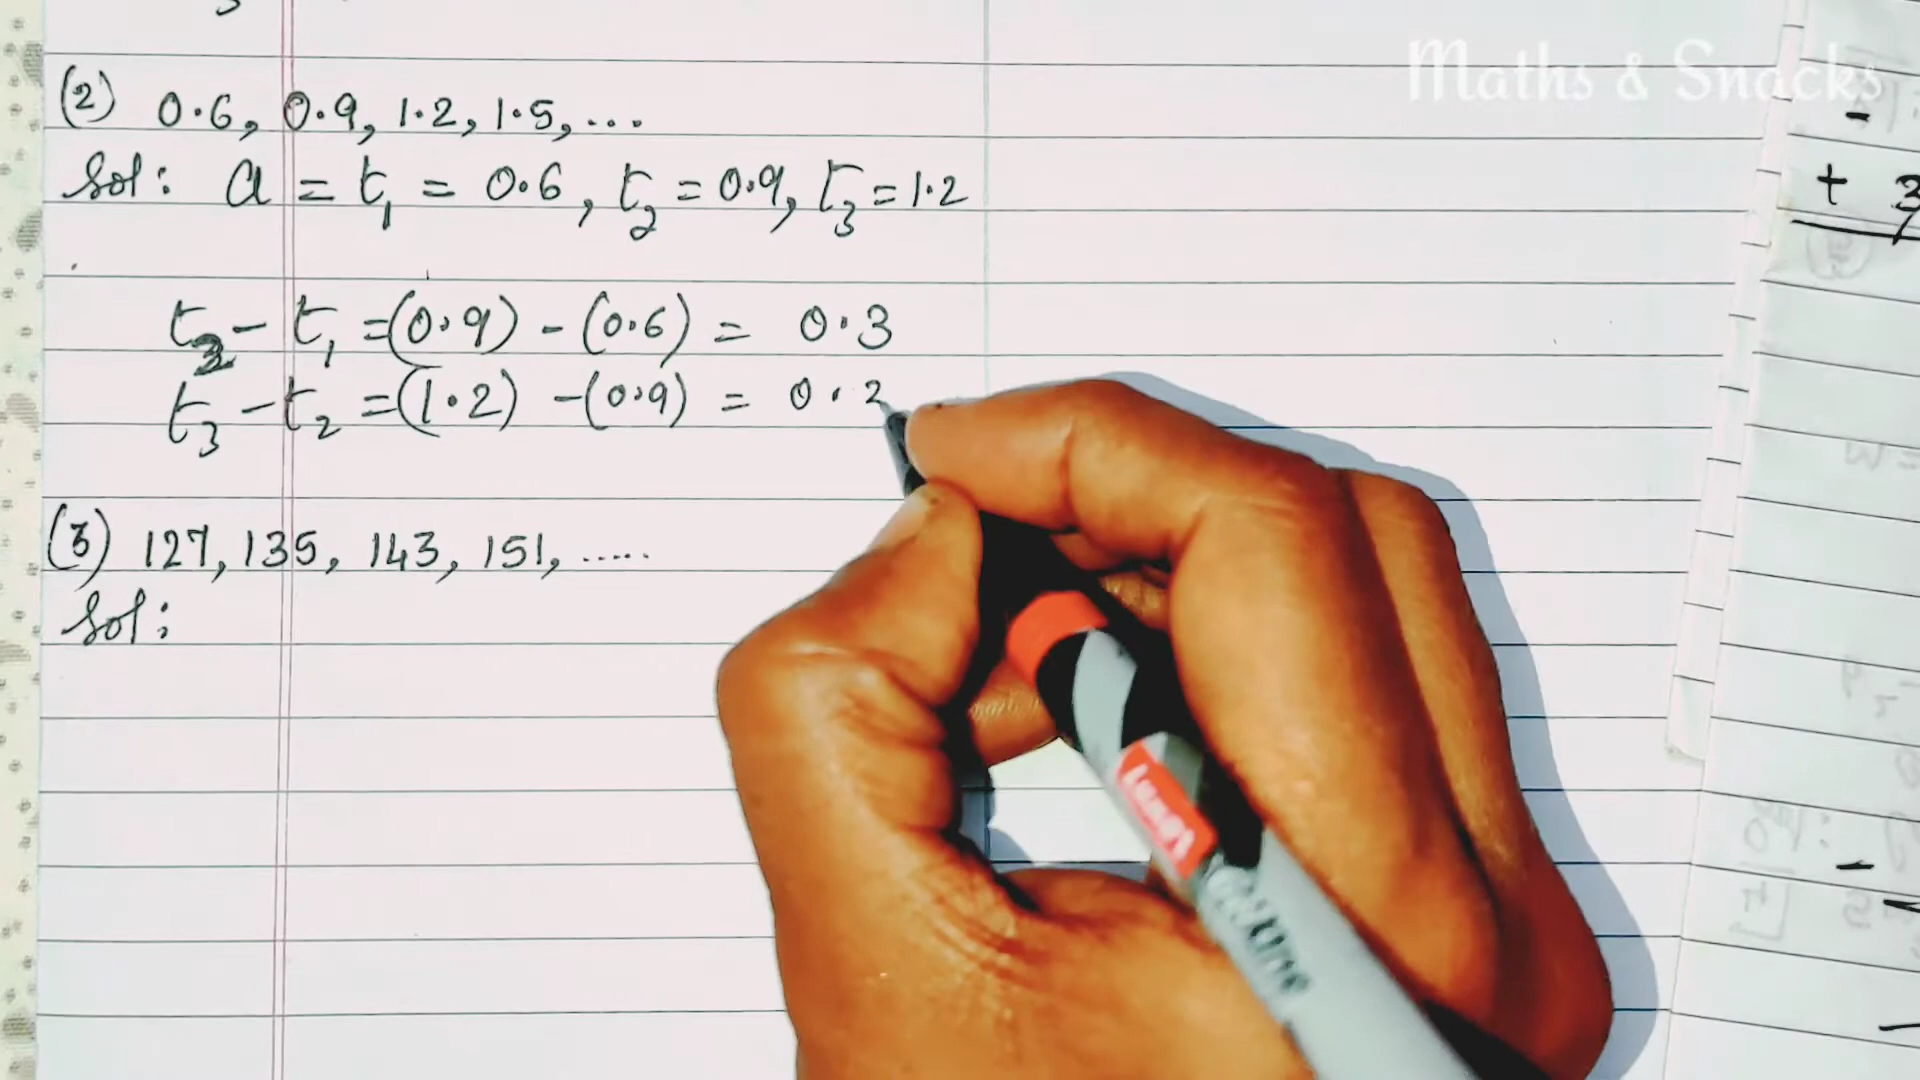 Maths & Snacks
(2) 0.6, 0.9, 1.2, 1.5, ...
Sol: a = t1 = 0.6, t2 = 0.9, t3 = 1.2
t2 - t1 = (0.9) - (0.6) = 0.3
t3 - t2 = (1.2) - (0.9) = 0.
(3) 127, 135, 143, 151, .....
Sol:
+ 3